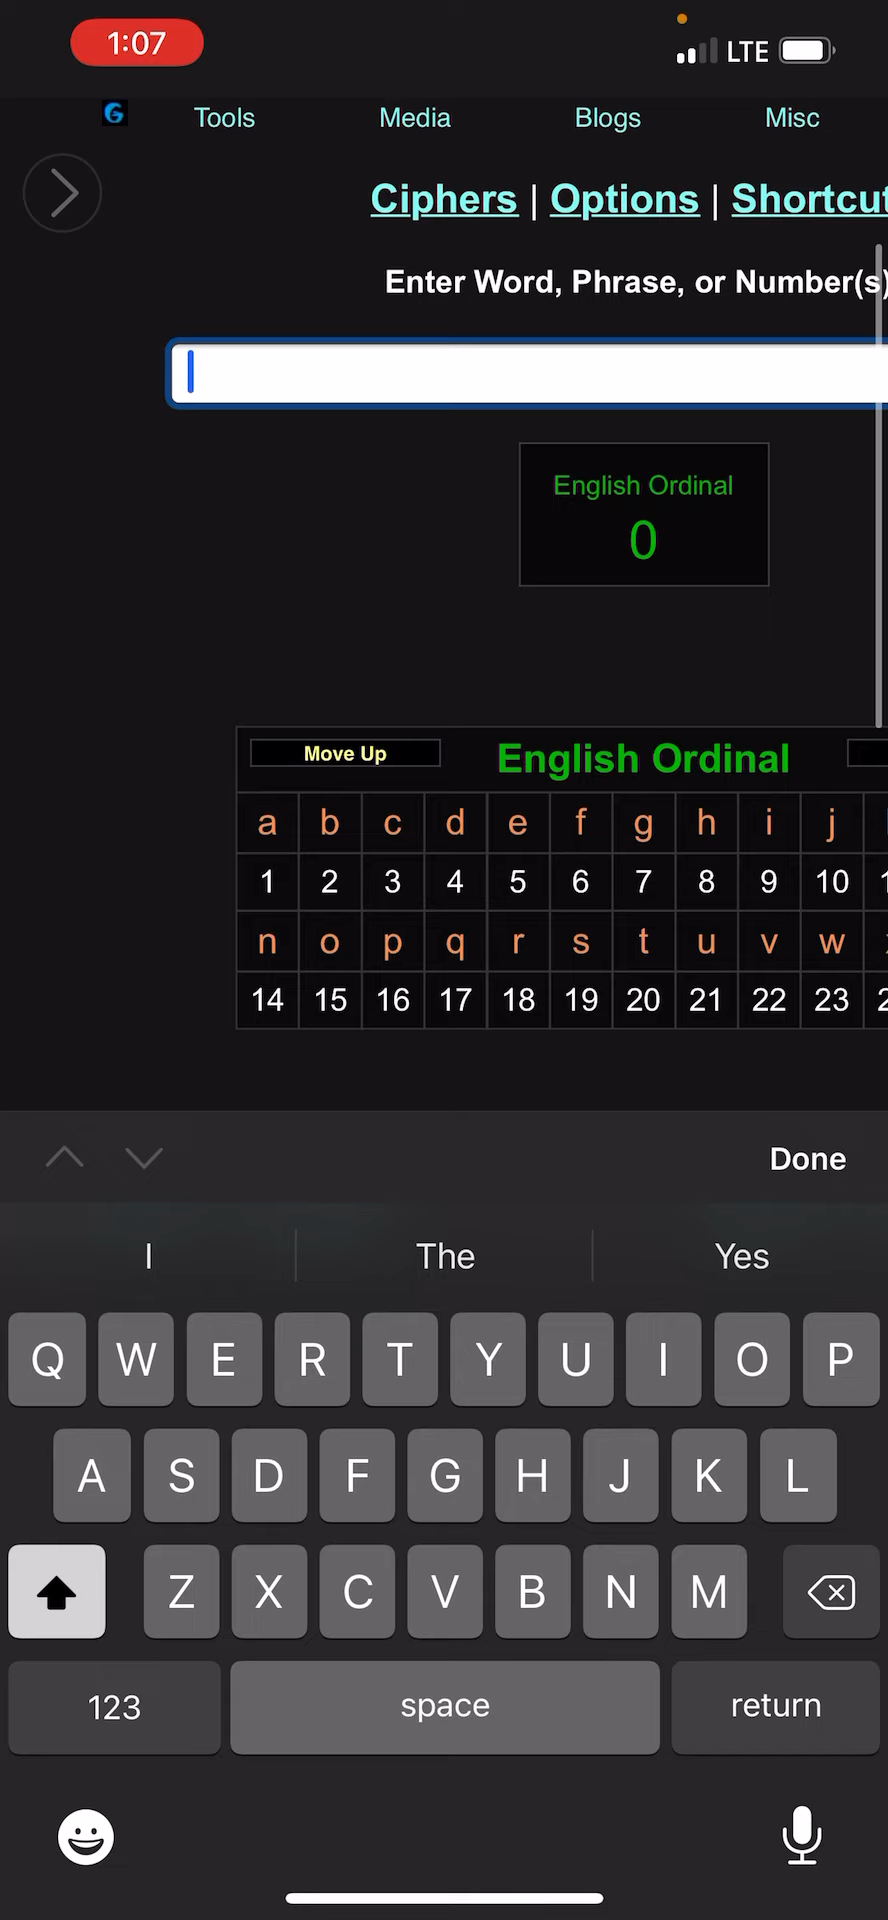 1:07
LTE
G Tools Media Blogs Misc
Ciphers | Options | Shortcut
Enter Word, Phrase, or Number(s)
English Ordinal
0
Move Up English Ordinal
a b c d e f g h i j
1 2 3 4 5 6 7 8 9 10 1
n o p q r s t u v w
14 15 16 17 18 19 20 21 22 23 2
Done
I The Yes
Q W E R T Y U I O P
A S D F G H J K L
Z X C V B N M
123 space return